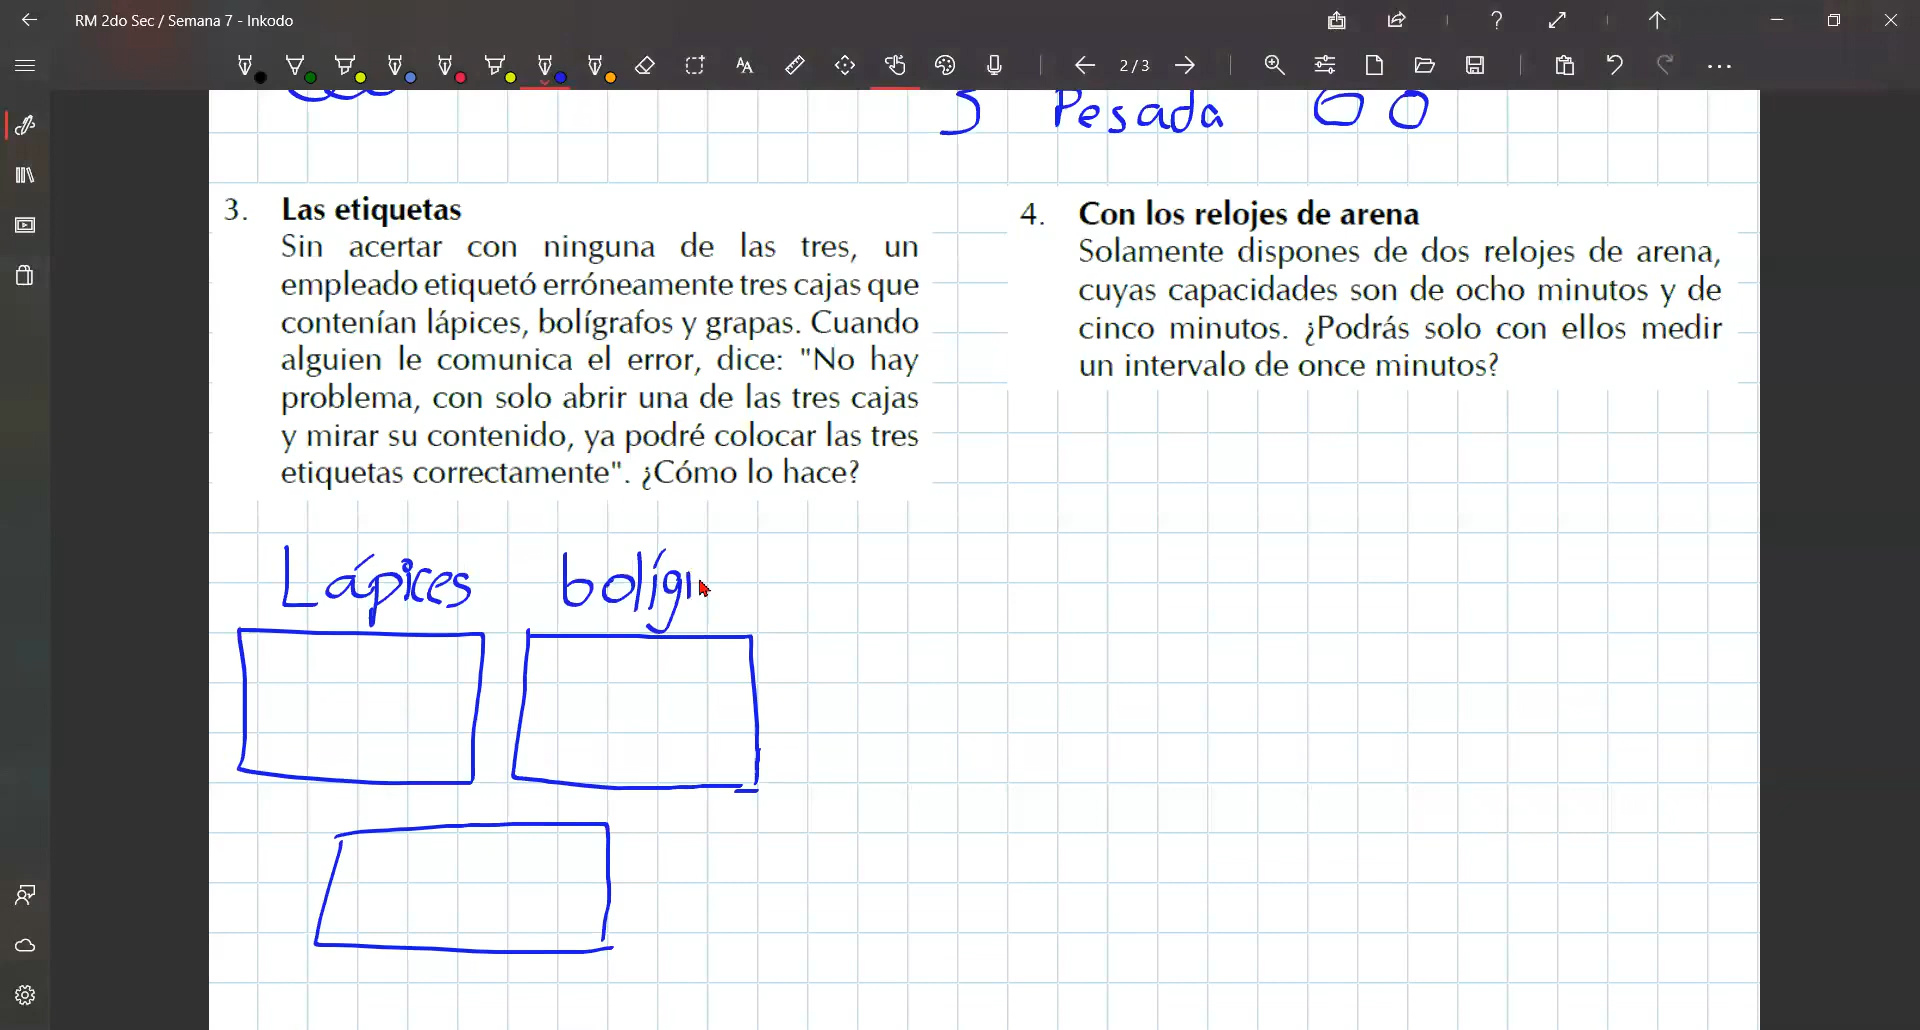 RM 2do Sec / Semana 7 - Inkodo
2 / 3
3 Pesada
3. Las etiquetas
Sin acertar con ninguna de las tres, un
empleado etiquetó erróneamente tres cajas que
contenían lápices, bolígrafos y grapas. Cuando
alguien le comunica el error, dice: "No hay
problema, con solo abrir una de las tres cajas
y mirar su contenido, ya podré colocar las tres
etiquetas correctamente". ¿Cómo lo hace?
4. Con los relojes de arena
Solamente dispones de dos relojes de arena,
cuyas capacidades son de ocho minutos y de
cinco minutos. ¿Podrás solo con ellos medir
un intervalo de once minutos?
Lápices bolígr